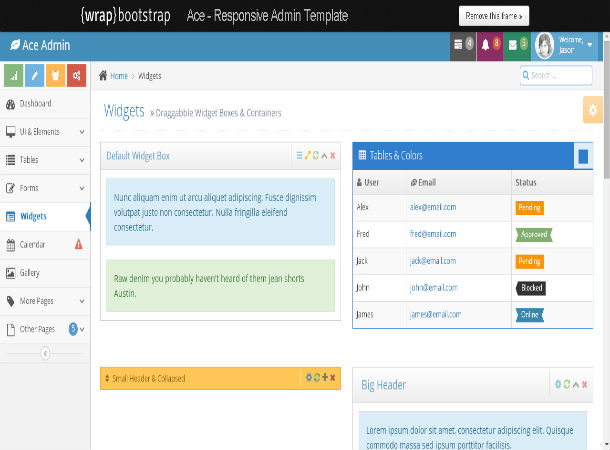 {wrap}bootstrap Ace - Responsive Admin Template Remove this frame »
Ace Admin 4 8 5 Welcome, Jason
Home > Widgets Search ...
Dashboard
UI & Elements
Tables
Forms
Widgets
Calendar
Gallery
More Pages
Other Pages 5
Widgets » Draggabble Widget Boxes & Containers
Default Widget Box
Nunc aliquam enim ut arcu aliquet adipiscing. Fusce dignissim
volutpat justo non consectetur. Nulla fringilla eleifend
consectetur.
Raw denim you probably haven't heard of them jean shorts
Austin.
Tables & Colors
User Email Status
Alex alex@email.com Pending
Fred fred@email.com Approved
Jack jack@email.com Pending
John john@email.com Blocked
James james@email.com Online
Small Header & Collapsed
Big Header
Lorem ipsum dolor sit amet, consectetur adipiscing elit. Quisque
commodo massa sed ipsum porttitor facilisis.